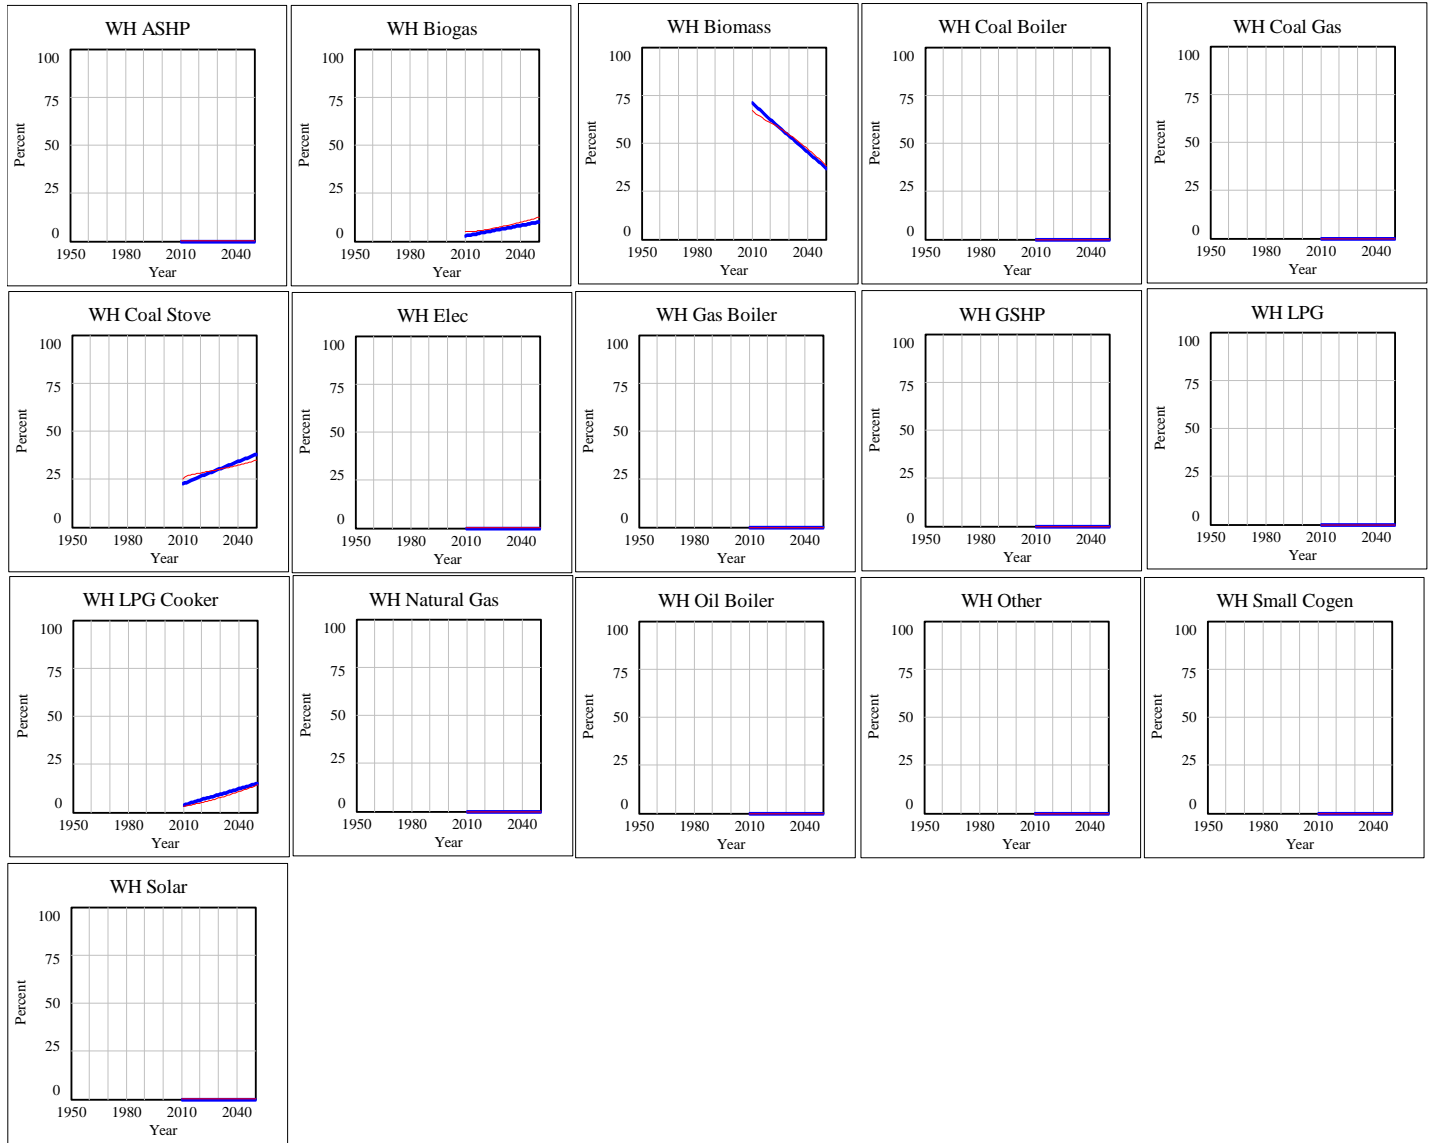 WH ASHP
100
75
50
25
0
Percent
1950 1980 2010 2040
Year
WH Biogas
100
75
50
25
0
Percent
1950 1980 2010 2040
Year
WH Biomass
100
75
50
25
0
Percent
1950 1980 2010 2040
Year
WH Coal Boiler
100
75
50
25
0
Percent
1950 1980 2010 2040
Year
WH Coal Gas
100
75
50
25
0
Percent
1950 1980 2010 2040
Year
WH Coal Stove
100
75
50
25
0
Percent
1950 1980 2010 2040
Year
WH Elec
100
75
50
25
0
Percent
1950 1980 2010 2040
Year
WH Gas Boiler
100
75
50
25
0
Percent
1950 1980 2010 2040
Year
WH GSHP
100
75
50
25
0
Percent
1950 1980 2010 2040
Year
WH LPG
100
75
50
25
0
Percent
1950 1980 2010 2040
Year
WH LPG Cooker
100
75
50
25
0
Percent
1950 1980 2010 2040
Year
WH Natural Gas
100
75
50
25
0
Percent
1950 1980 2010 2040
Year
WH Oil Boiler
100
75
50
25
0
Percent
1950 1980 2010 2040
Year
WH Other
100
75
50
25
0
Percent
1950 1980 2010 2040
Year
WH Small Cogen
100
75
50
25
0
Percent
1950 1980 2010 2040
Year
WH Solar
100
75
50
25
0
Percent
1950 1980 2010 2040
Year